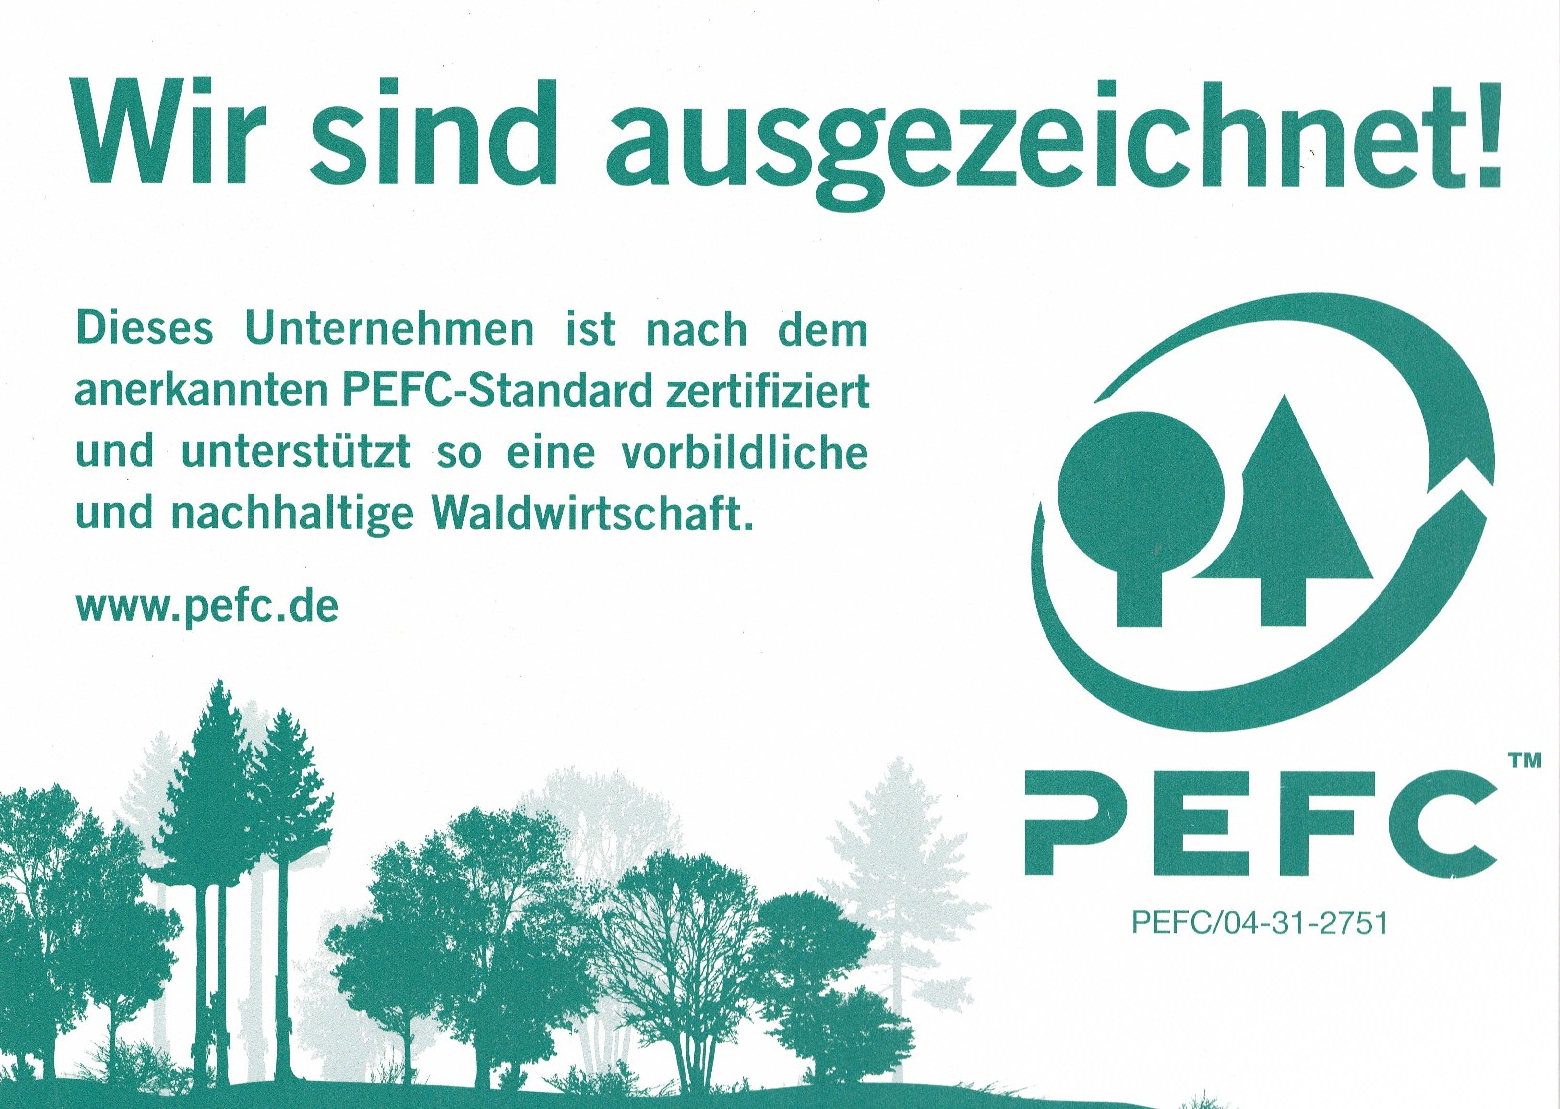 Wir sind ausgezeichnet!
Dieses Unternehmen ist nach dem
anerkannten PEFC-Standard zertifiziert
und unterstützt so eine vorbildliche
und nachhaltige Waldwirtschaft.
www.pefc.de
PEFC™
PEFC/04-31-2751